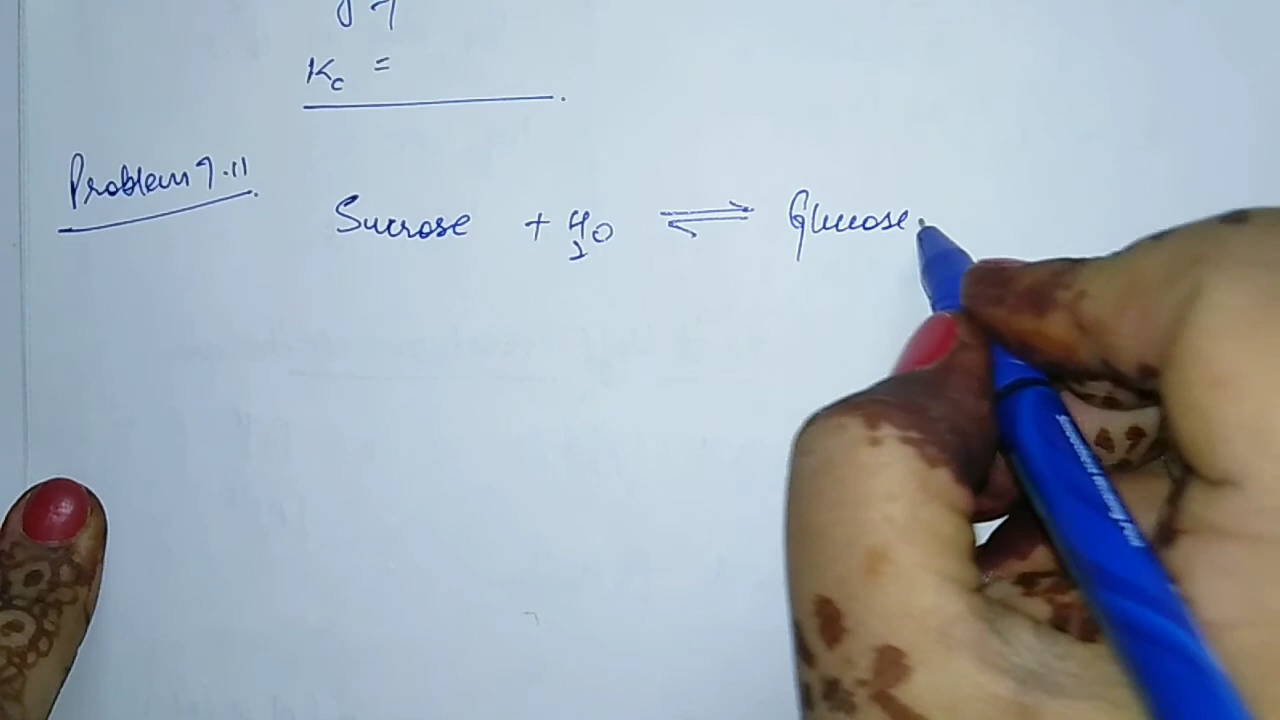 Kc =
Problem 7.11
Sucrose + H2O ⇌ Glucose